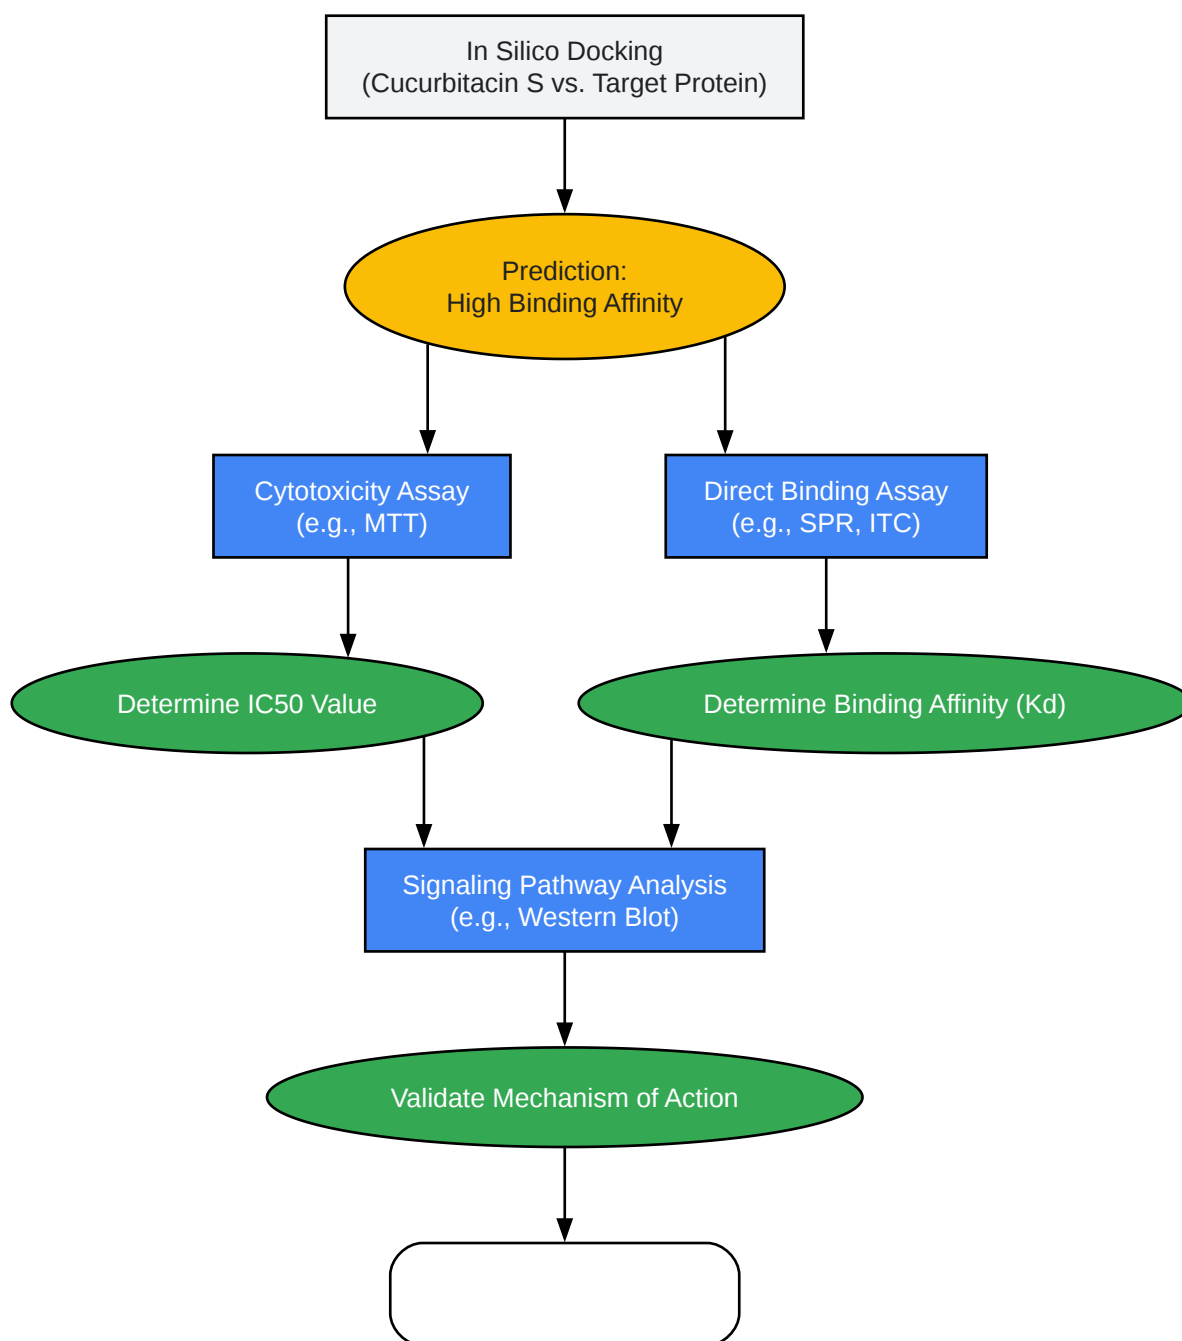 In Silico Docking
(Cucurbitacin S vs. Target Protein)
Prediction:
High Binding Affinity
Cytotoxicity Assay
(e.g., MTT)
Direct Binding Assay
(e.g., SPR, ITC)
Determine IC50 Value
Determine Binding Affinity (Kd)
Signaling Pathway Analysis
(e.g., Western Blot)
Validate Mechanism of Action